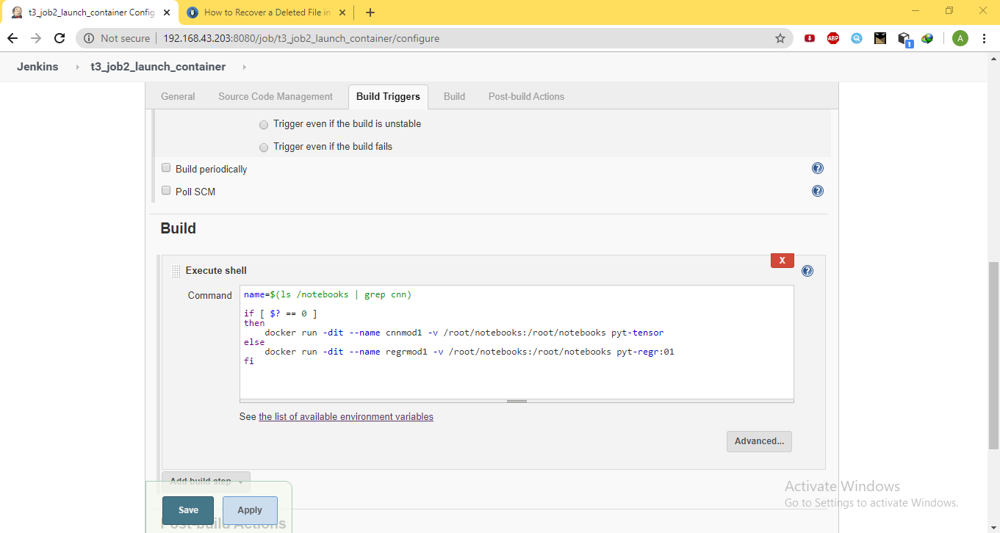 t3_job2_launch_container Config
How to Recover a Deleted File in
Not secure
192.168.43.203:8080/job/t3_job2_launch_container/configure
ABP
1
A
Jenkins
t3_job2_launch_container
General
Source Code Management
Build Triggers
Build
Post-build Actions
Trigger even if the build is unstable
Trigger even if the build fails
Build periodically
Poll SCM
Build
X
Execute shell
Command
name=$(ls /notebooks | grep cnn)
if [ $? == 0 ]
then
docker run -dit --name cnnmod1 -v /root/notebooks:/root/notebooks pyt-tensor
else
docker run -dit --name regrmod1 -v /root/notebooks:/root/notebooks pyt-regr:01
fi
See the list of available environment variables
Advanced...
Add build step
Save
Apply
Post-build Actions
Activate Windows
Go to Settings to activate Windows.